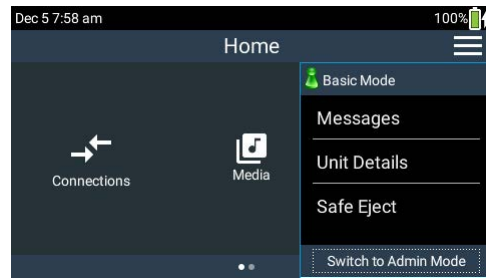 Dec 5 7:58 am
100%
Home
Basic Mode
Messages
Connections
Media
Unit Details
Safe Eject
Switch to Admin Mode